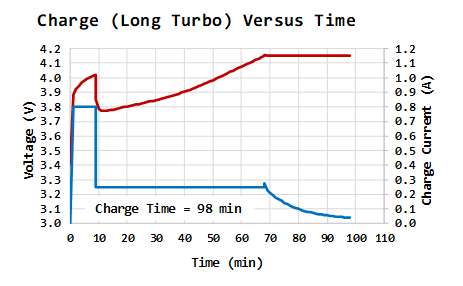 Charge (Long Turbo) Versus Time
4.2 1.2
4.1 1.1
4.0 1.0
3.9 0.9
3.8 0.8
3.7 0.7
3.6 0.6
3.5 0.5
3.4 0.4
3.3 0.3
3.2 0.2
3.1 0.1
3.0 0.0
Voltage (V)
Charge Current (A)
Charge Time = 98 min
0 10 20 30 40 50 60 70 80 90 100 110
Time (min)